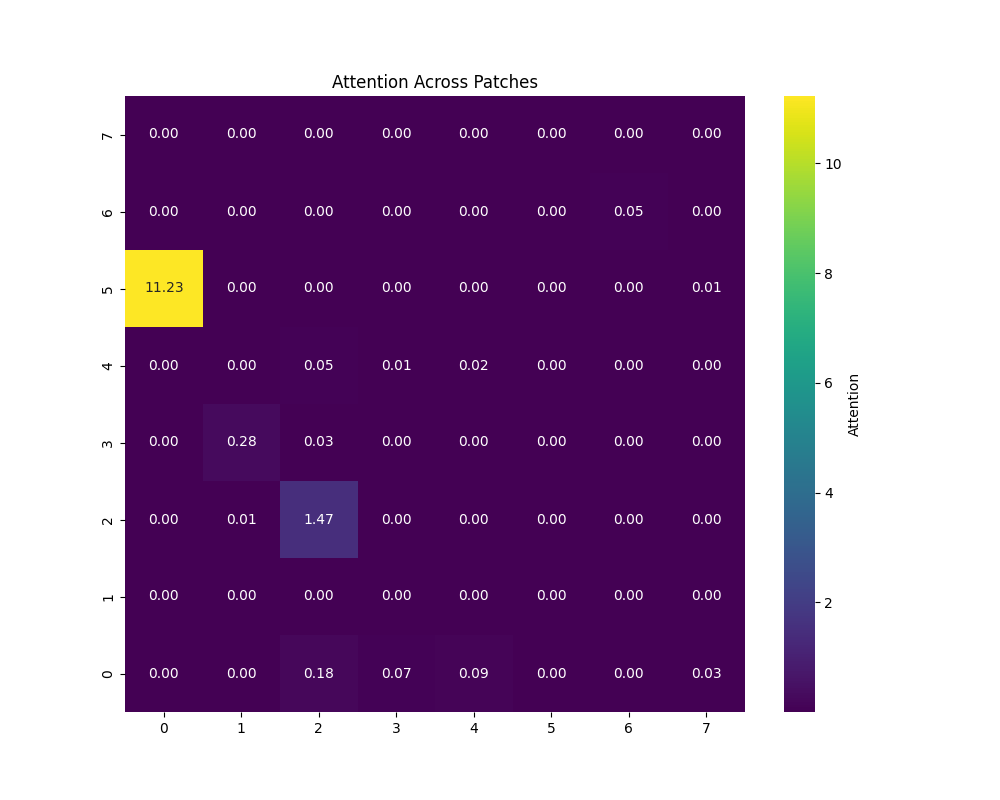 Attention Across Patches
7 0.00 0.00 0.00 0.00 0.00 0.00 0.00 0.00
6 0.00 0.00 0.00 0.00 0.00 0.00 0.05 0.00
5 11.23 0.00 0.00 0.00 0.00 0.00 0.00 0.01
4 0.00 0.00 0.05 0.01 0.02 0.00 0.00 0.00
3 0.00 0.28 0.03 0.00 0.00 0.00 0.00 0.00
2 0.00 0.01 1.47 0.00 0.00 0.00 0.00 0.00
1 0.00 0.00 0.00 0.00 0.00 0.00 0.00 0.00
0 0.00 0.00 0.18 0.07 0.09 0.00 0.00 0.03
0 1 2 3 4 5 6 7
10
8
6
4
2
Attention